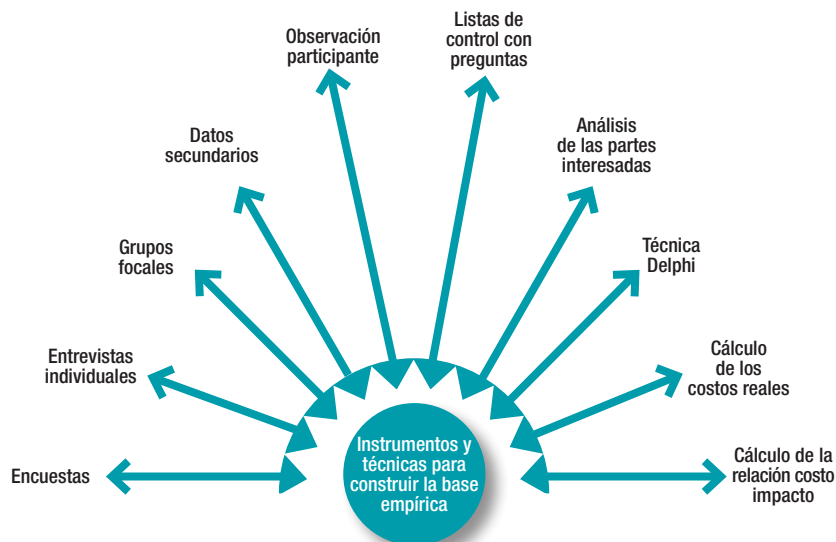 Observación
participante
Listas de
control con
preguntas
Datos
secundarios
Análisis
de las partes
interesadas
Grupos
focales
Técnica
Delphi
Entrevistas
individuales
Cálculo
de los
costos reales
Encuestas
Instrumentos y
técnicas para
construir la base
empírica
Cálculo de la
relación costo
impacto